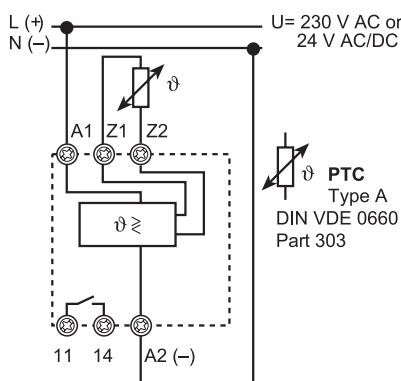 L (+)
U= 230 V AC or
N (–)
24 V AC/DC
ϑ
A1 Z1 Z2
ϑ PTC
Type A
DIN VDE 0660
Part 303
ϑ ≷
11 14 A2 (–)